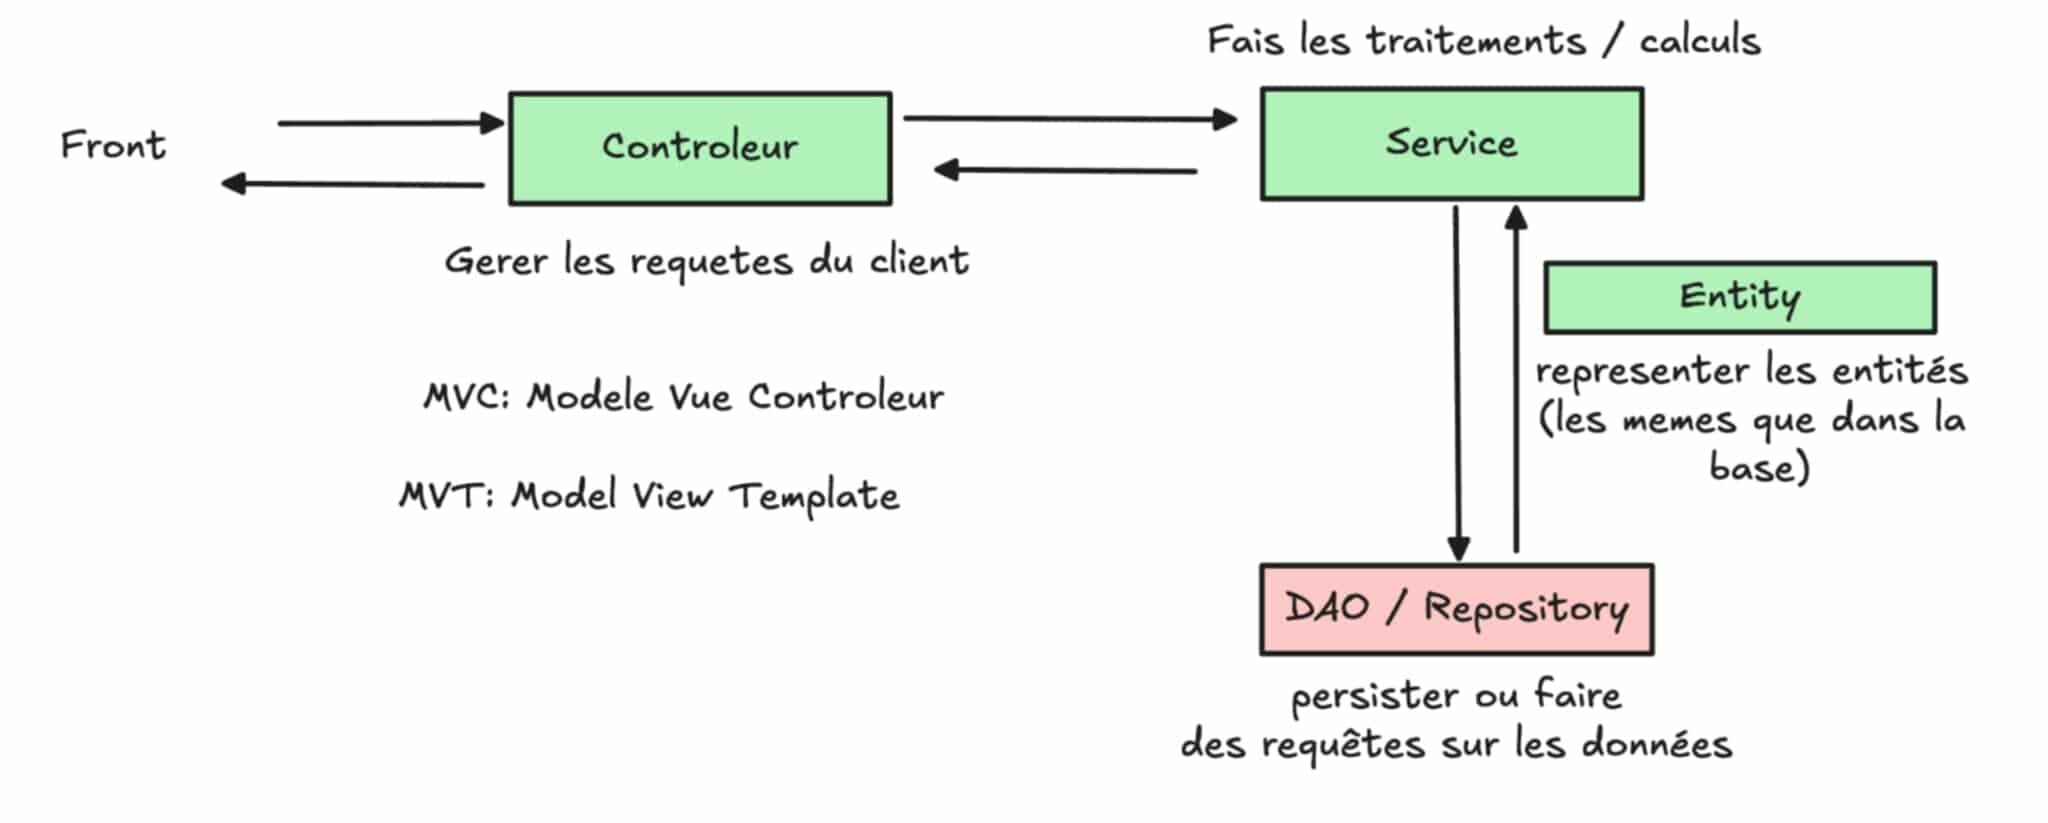 Fais les traitements / calculs
Front
Controleur
Service
Gerer les requetes du client
Entity
representer les entités
(les memes que dans la
base)
MVC: Modele Vue Controleur
MVT: Model View Template
DAO / Repository
persister ou faire
des requêtes sur les données